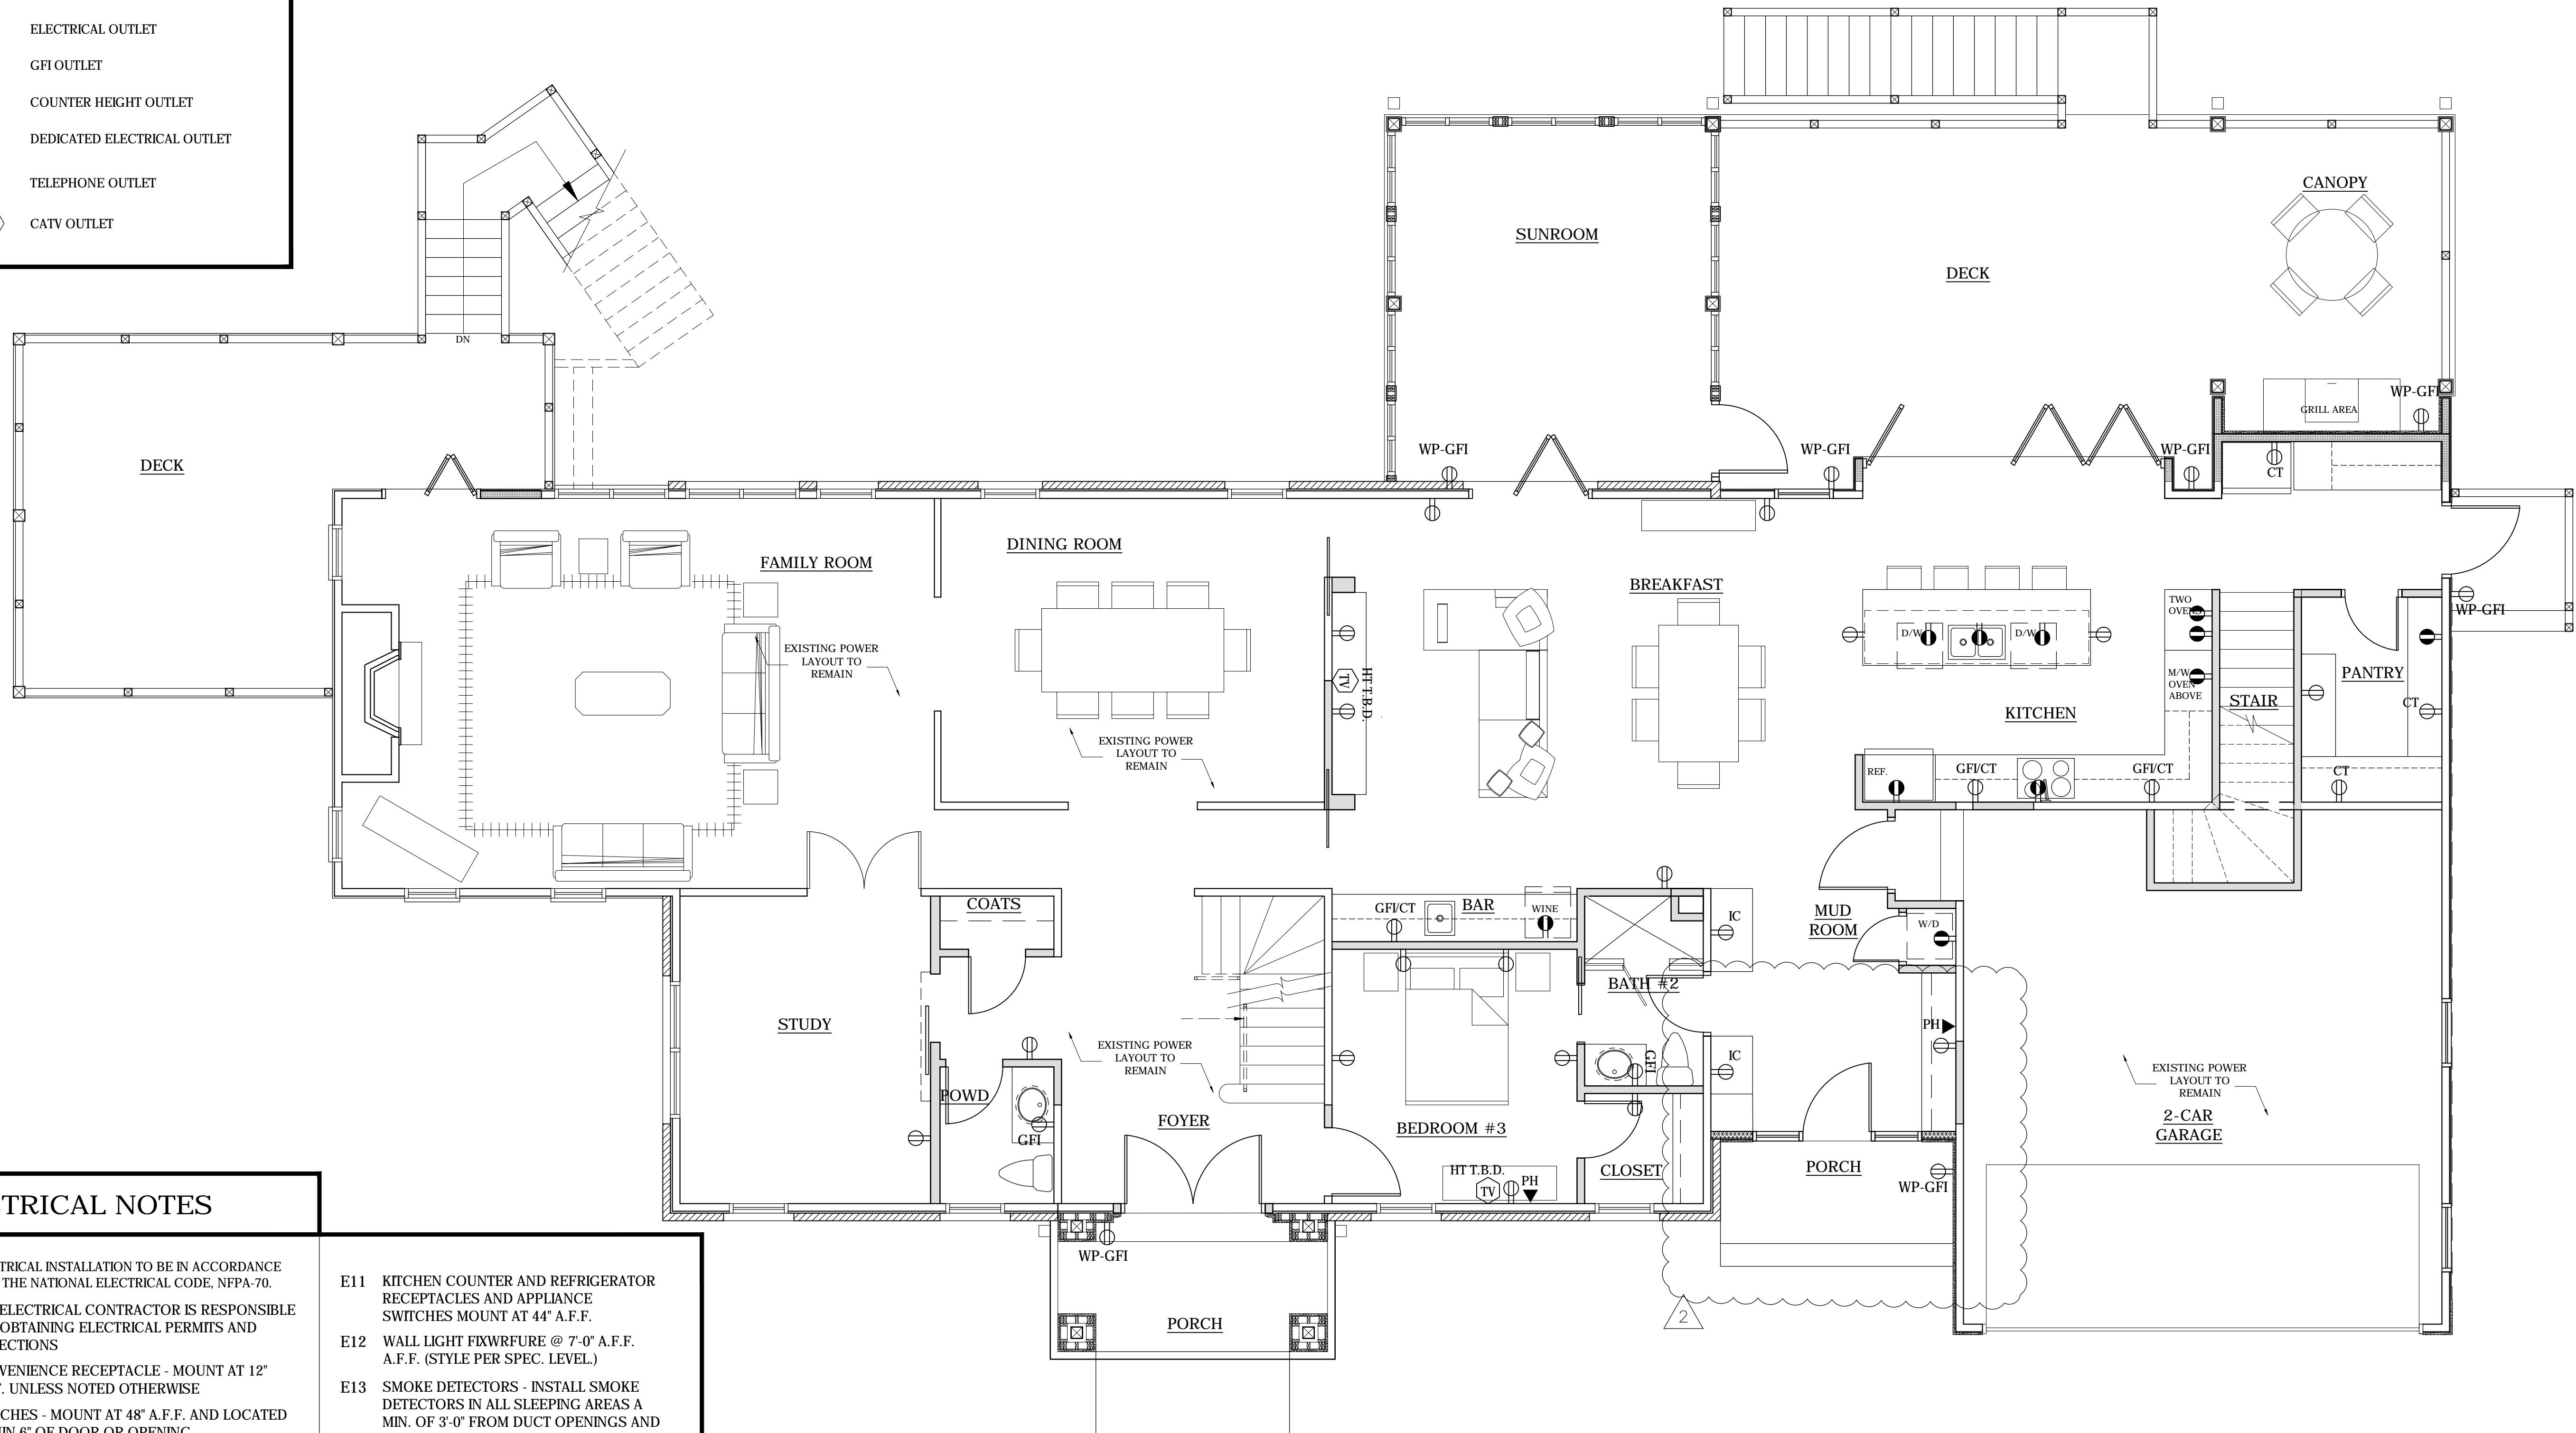 ELECTRICAL OUTLET
GFI OUTLET
COUNTER HEIGHT OUTLET
DEDICATED ELECTRICAL OUTLET
TELEPHONE OUTLET
CATV OUTLET
CANOPY
SUNROOM
DECK
DN
WP-GFI
GRILL AREA
WP-GFI
WP-GFI
WP-GFI
DECK
CT
DINING ROOM
FAMILY ROOM
BREAKFAST
TWO
OVENS
WP-GFI
D/W
D/W
EXISTING POWER
LAYOUT TO
REMAIN
TV
HT T.B.D.
M/W
OVEN
ABOVE
PANTRY
STAIR
CT
KITCHEN
EXISTING POWER
LAYOUT TO
REMAIN
REF.
GFI/CT
GFI/CT
CT
COATS
GFI/CT
BAR
WINE
IC
MUD
ROOM
W/D
BATH #2
STUDY
PH
EXISTING POWER
LAYOUT TO
REMAIN
GFI
IC
EXISTING POWER
LAYOUT TO
REMAIN
POWD
2-CAR
GARAGE
FOYER
BEDROOM #3
GFI
HT T.B.D.
TV
PH
CLOSET
PORCH
WP-GFI
WP-GFI
PORCH
2
TRICAL NOTES
TRICAL INSTALLATION TO BE IN ACCORDANCE
THE NATIONAL ELECTRICAL CODE, NFPA-70.
ELECTRICAL CONTRACTOR IS RESPONSIBLE
OBTAINING ELECTRICAL PERMITS AND
ECTIONS
VENIENCE RECEPTACLE - MOUNT AT 12"
. UNLESS NOTED OTHERWISE
CHES - MOUNT AT 48" A.F.F. AND LOCATED
IN 6" OF DOOR OR OPENING
E11 KITCHEN COUNTER AND REFRIGERATOR
RECEPTACLES AND APPLIANCE
SWITCHES MOUNT AT 44" A.F.F.
E12 WALL LIGHT FIXWRFURE @ 7'-0" A.F.F.
A.F.F. (STYLE PER SPEC. LEVEL.)
E13 SMOKE DETECTORS - INSTALL SMOKE
DETECTORS IN ALL SLEEPING AREAS A
MIN. OF 3'-0" FROM DUCT OPENINGS AND